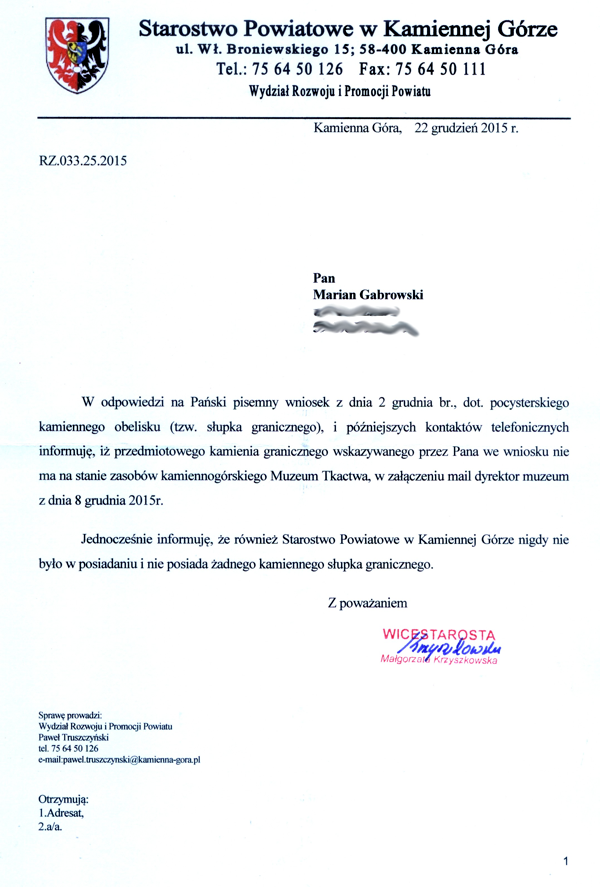 Starostwo Powiatowe w Kamiennej Górze
ul. Wł. Broniewskiego 15; 58-400 Kamienna Góra
Tel.: 75 64 50 126 Fax: 75 64 50 111
Wydział Rozwoju i Promocji Powiatu
Kamienna Góra, 22 grudzień 2015 r.
RZ.033.25.2015
Pan
Marian Gabrowski
W odpowiedzi na Pański pisemny wniosek z dnia 2 grudnia br., dot. pocysterskiego
kamiennego obelisku (tzw. słupka granicznego), i późniejszych kontaktów telefonicznych
informuję, iż przedmiotowego kamienia granicznego wskazywanego przez Pana we wniosku nie
ma na stanie zasobów kamiennogórskiego Muzeum Tkactwa, w załączeniu mail dyrektor muzeum
z dnia 8 grudnia 2015r.
Jednocześnie informuję, że również Starostwo Powiatowe w Kamiennej Górze nigdy nie
było w posiadaniu i nie posiada żadnego kamiennego słupka granicznego.
Z poważaniem
WICESTAROSTA
Małgorzata Krzyszkowska
Sprawę prowadzi:
Wydział Rozwoju i Promocji Powiatu
Paweł Truszczyński
tel. 75 64 50 126
e-mail:pawel.truszczynski@kamienna-gora.pl
Otrzymują:
1.Adresat,
2.a/a.
1